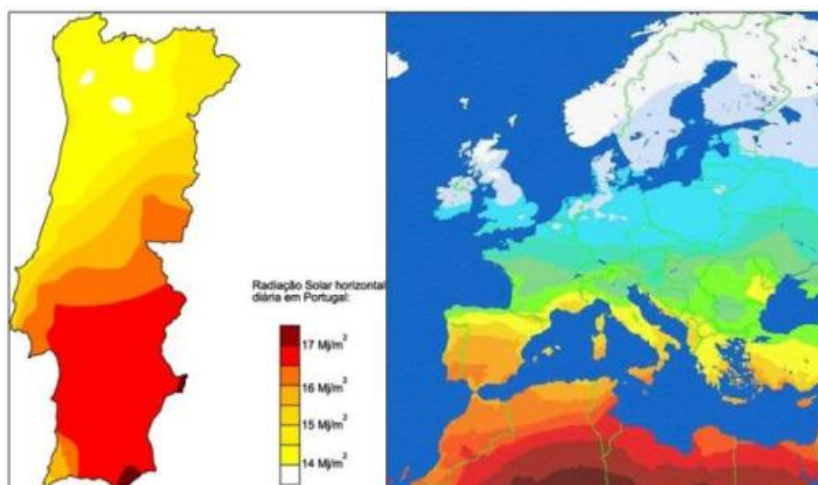 Radiação Solar horizontal
diária em Portugal:
17 Mj/m²
16 Mj/m²
15 Mj/m²
14 Mj/m²